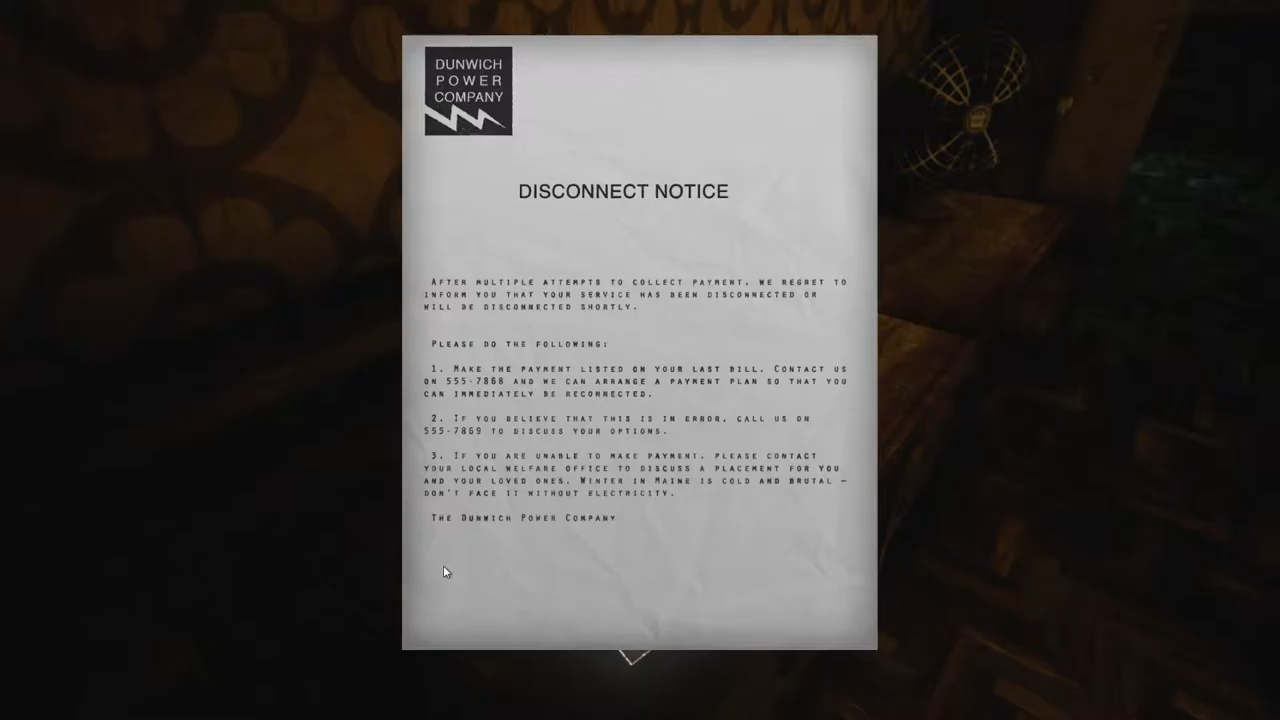 DUNWICH
POWER
COMPANY
DISCONNECT NOTICE
AFTER MULTIPLE ATTEMPTS TO COLLECT PAYMENT, WE REGRET TO
INFORM YOU THAT YOUR SERVICE HAS BEEN DISCONNECTED OR
WILL BE DISCONNECTED SHORTLY.
PLEASE DO THE FOLLOWING:
1. MAKE THE PAYMENT LISTED ON YOUR LAST BILL. CONTACT US
ON 555-7868 AND WE CAN ARRANGE A PAYMENT PLAN SO THAT YOU
CAN IMMEDIATELY BE RECONNECTED.
2. IF YOU BELIEVE THAT THIS IS IN ERROR, CALL US ON
555-7869 TO DISCUSS YOUR OPTIONS.
3. IF YOU ARE UNABLE TO MAKE PAYMENT, PLEASE CONTACT
YOUR LOCAL WELFARE OFFICE TO DISCUSS A PLACEMENT FOR YOU
AND YOUR LOVED ONES. WINTER IN MAINE IS COLD AND BRUTAL –
DON'T FACE IT WITHOUT ELECTRICITY.
THE DUNWICH POWER COMPANY